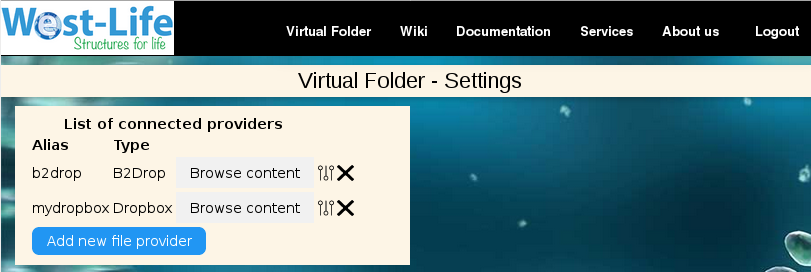 West-Life
Structures for life
Virtual Folder Wiki Documentation Services About us Logout
Virtual Folder - Settings
List of connected providers
Alias Type
b2drop B2Drop Browse content
mydropbox Dropbox Browse content
Add new file provider